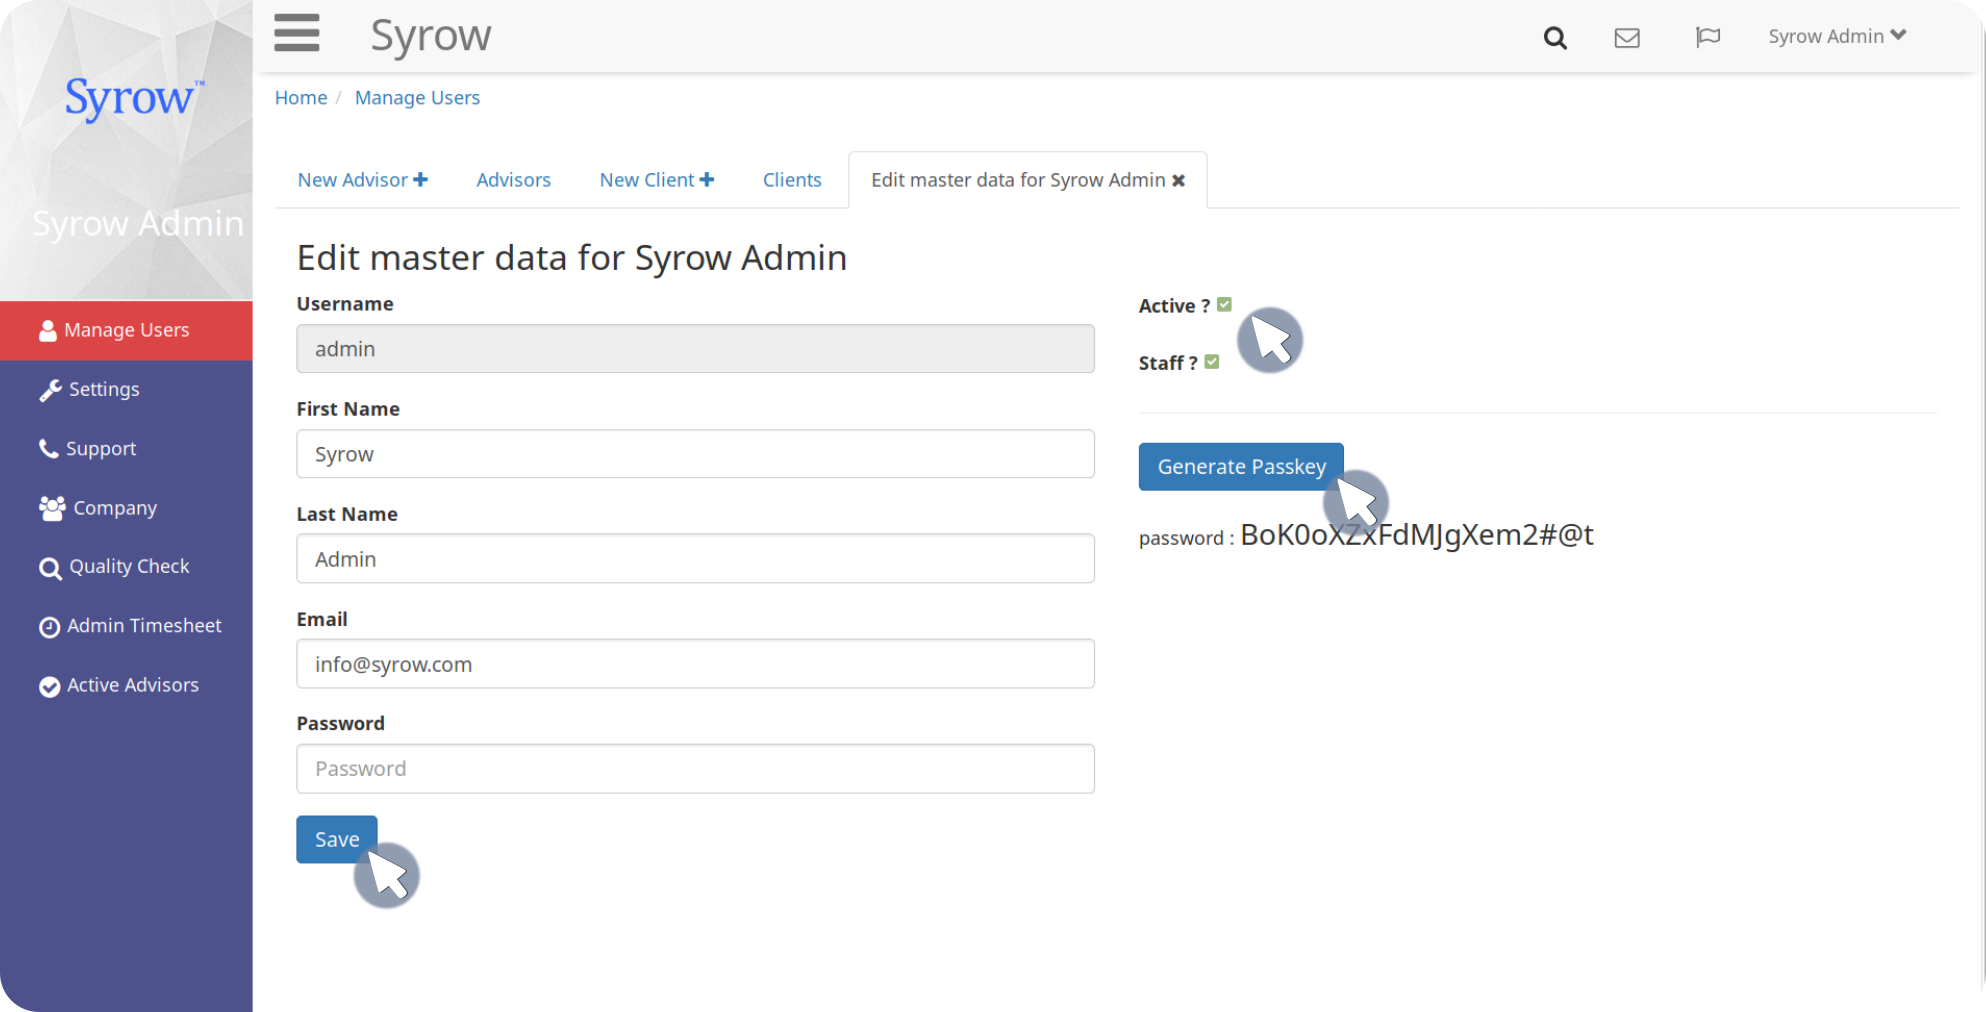 Syrow™
Syrow Admin
Manage Users
Settings
Support
Company
Quality Check
Admin Timesheet
Active Advisors
Syrow
Syrow Admin
Home / Manage Users
New Advisor
Advisors
New Client
Clients
Edit master data for Syrow Admin
Edit master data for Syrow Admin
Username
admin
First Name
Syrow
Last Name
Admin
Email
info@syrow.com
Password
Password
Save
Active ?
Staff ?
Generate Passkey
password : BoK0oXZxFdMJgXem2#@t